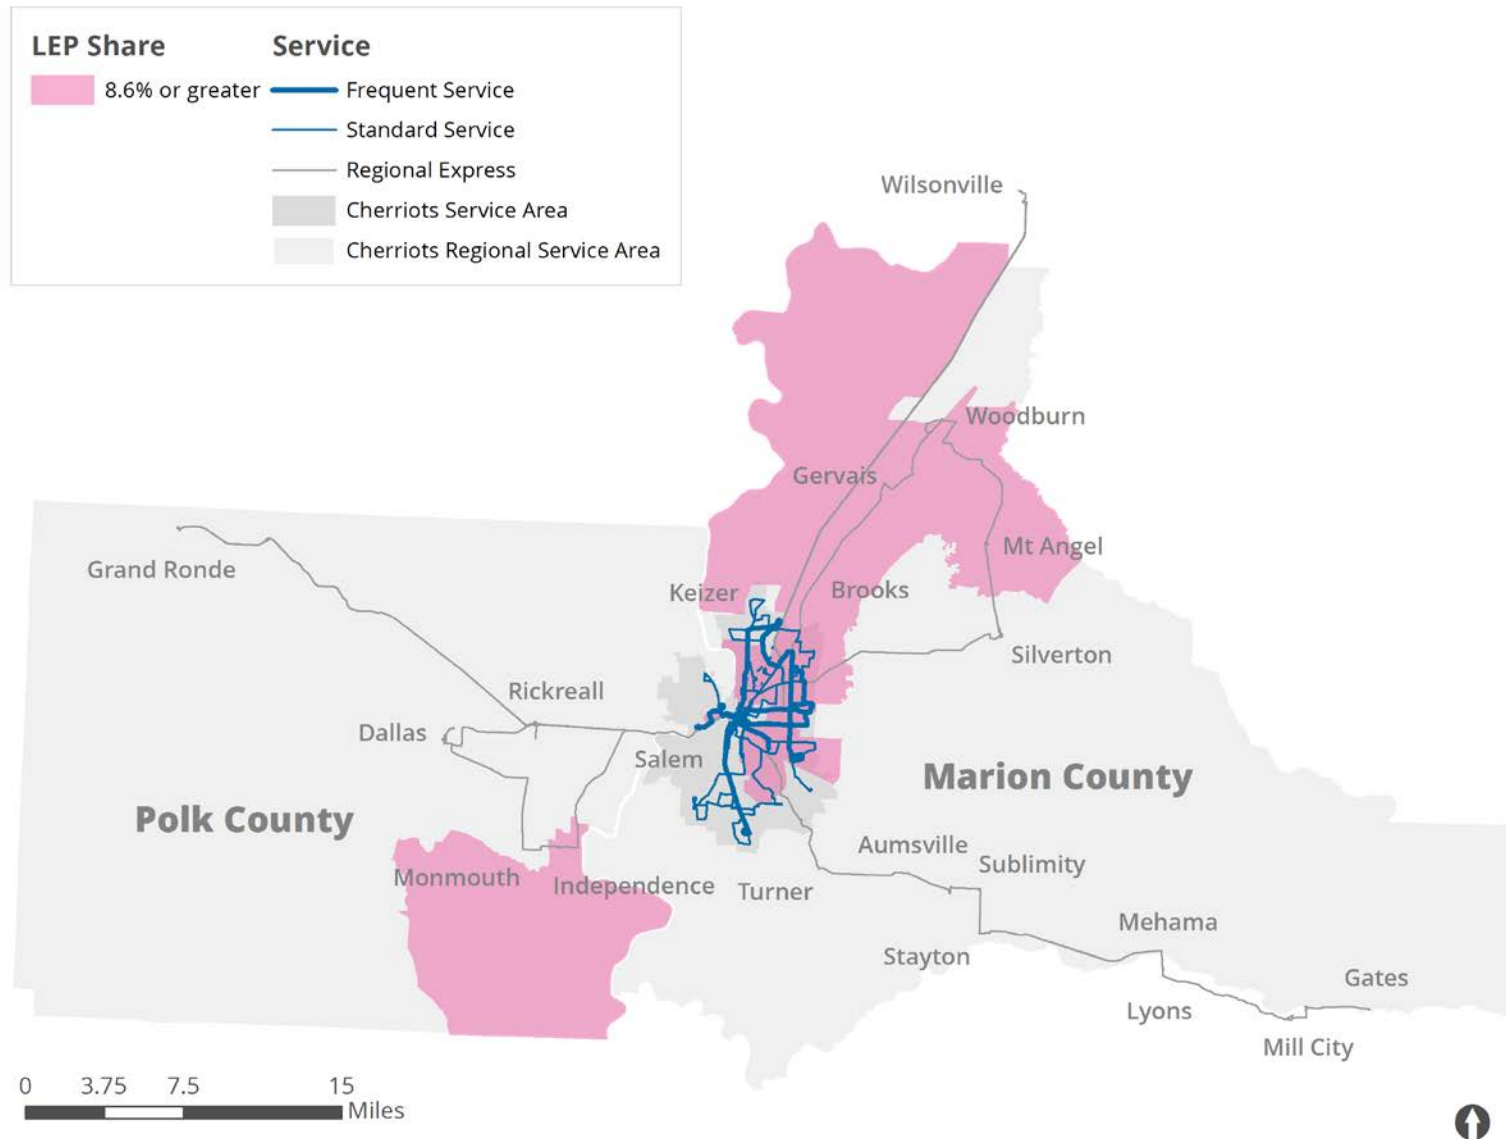 LEP Share
8.6% or greater
Service
Frequent Service
Standard Service
Regional Express
Cherriots Service Area
Cherriots Regional Service Area
Wilsonville
Woodburn
Gervais
Mt Angel
Grand Ronde
Keizer
Brooks
Silverton
Rickreall
Dallas
Salem
Marion County
Polk County
Aumsville
Sublimity
Monmouth
Independence
Turner
Mehama
Stayton
Gates
Lyons
Mill City
0 3.75 7.5 15
Miles